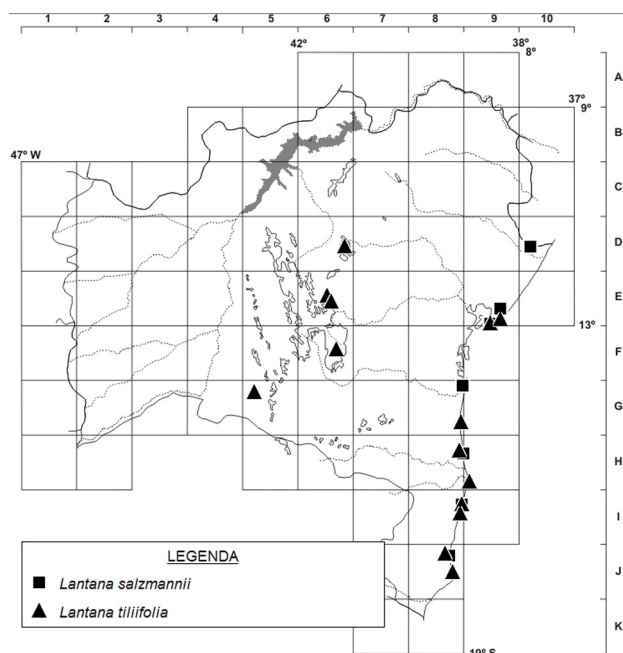 1 2 3 4 5 6 7 8 9 10
42° 38°
8°
A
37°
9°
B
47° W
C
D
E
13°
F
G
H
I
LEGENDA
Lantana salzmannii
J
Lantana tiliifolia
K
19° S